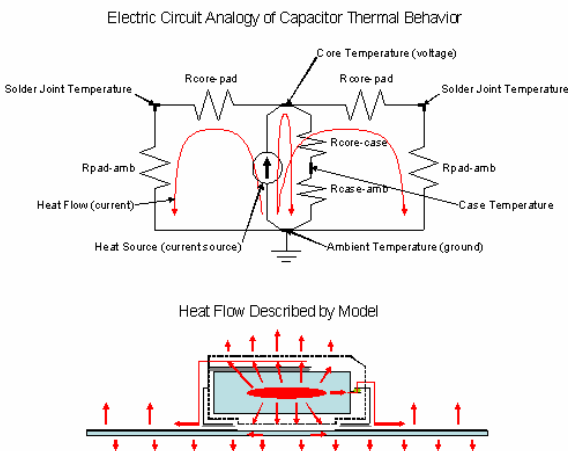 Electric Circuit Analogy of Capacitor Thermal Behavior
Core Temperature (voltage)
Rcore-pad
Rcore-pad
Solder Joint Temperature
Solder Joint Temperature
Rcore-case
Rpad-amb
Rpad-amb
Rcase-amb
Heat Flow (current)
Case Temperature
Heat Source (current source)
Ambient Temperature (ground)
Heat Flow Described by Model